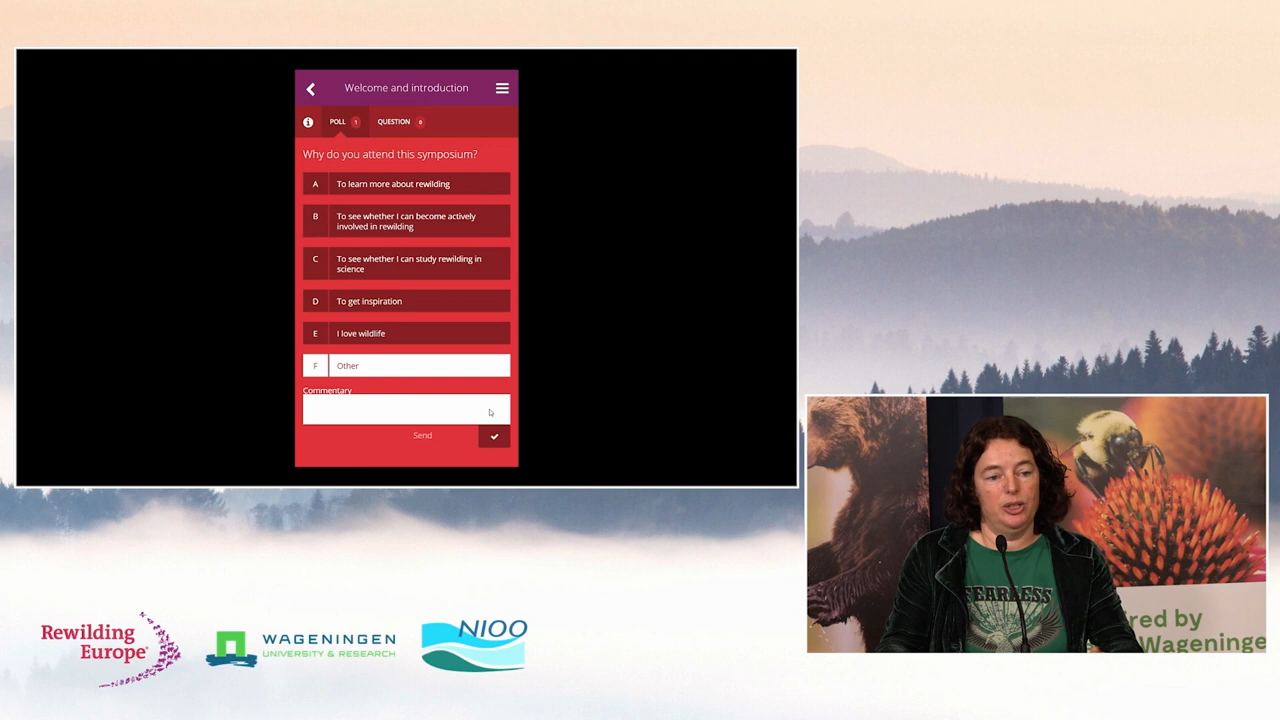 Welcome and introduction
POLL 1 QUESTION 0
Why do you attend this symposium?
A To learn more about rewilding
B To see whether I can become actively
involved in rewilding
C To see whether I can study rewilding in
science
D To get inspiration
E I love wildlife
F Other
Commentary
Send
FEARLESS
red by
Wageninge
Rewilding
Europe
WAGENINGEN
UNIVERSITY & RESEARCH
NIOO